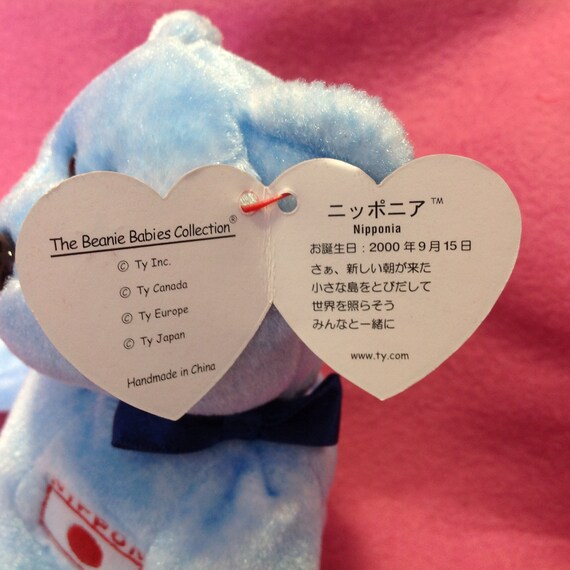 The Beanie Babies Collection®
© Ty Inc.
© Ty Canada
© Ty Europe
© Ty Japan
Handmade in China
ニッポニア™
Nipponia
お誕生日：2000年9月15日
さぁ、新しい朝が来た
小さな島をとびだして
世界を照らそう
みんなと一緒に
www.ty.com
NIPPON